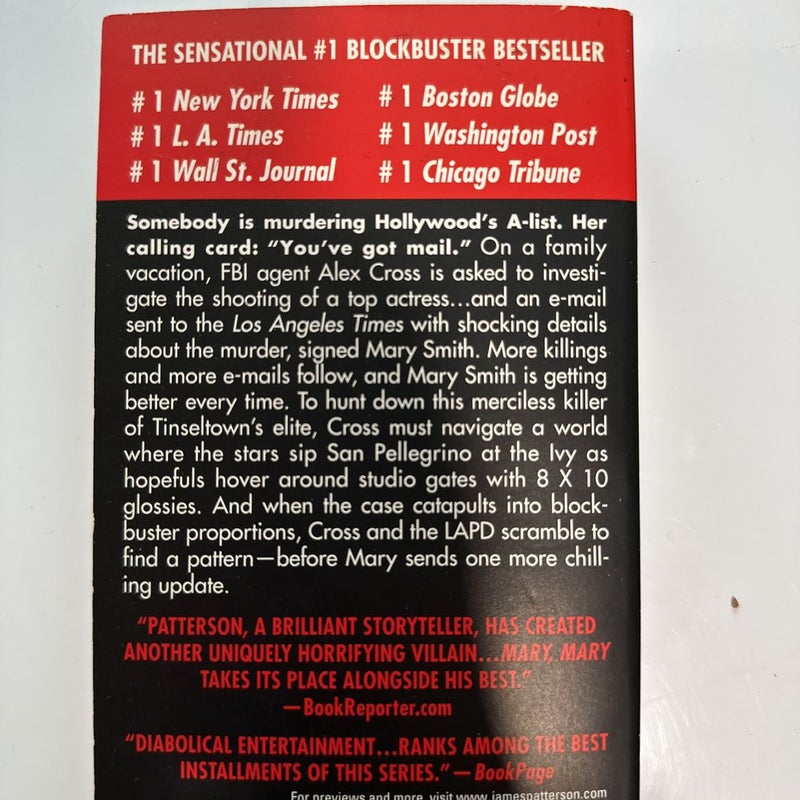 THE SENSATIONAL #1 BLOCKBUSTER BESTSELLER
# 1 New York Times
# 1 L. A. Times
# 1 Wall St. Journal
# 1 Boston Globe
# 1 Washington Post
# 1 Chicago Tribune
Somebody is murdering Hollywood's A-list. Her
calling card: "You've got mail." On a family
vacation, FBI agent Alex Cross is asked to investi-
gate the shooting of a top actress...and an e-mail
sent to the Los Angeles Times with shocking details
about the murder, signed Mary Smith. More killings
and more e-mails follow, and Mary Smith is getting
better every time. To hunt down this merciless killer
of Tinseltown's elite, Cross must navigate a world
where the stars sip San Pellegrino at the Ivy as
hopefuls hover around studio gates with 8 X 10
glossies. And when the case catapults into block-
buster proportions, Cross and the LAPD scramble to
find a pattern—before Mary sends one more chill-
ing update.
"PATTERSON, A BRILLIANT STORYTELLER, HAS CREATED
ANOTHER UNIQUELY HORRIFYING VILLAIN...MARY, MARY
TAKES ITS PLACE ALONGSIDE HIS BEST."
—BookReporter.com
"DIABOLICAL ENTERTAINMENT...RANKS AMONG THE BEST
INSTALLMENTS OF THIS SERIES." —BookPage
For previews and more, visit www.jamespatterson.com